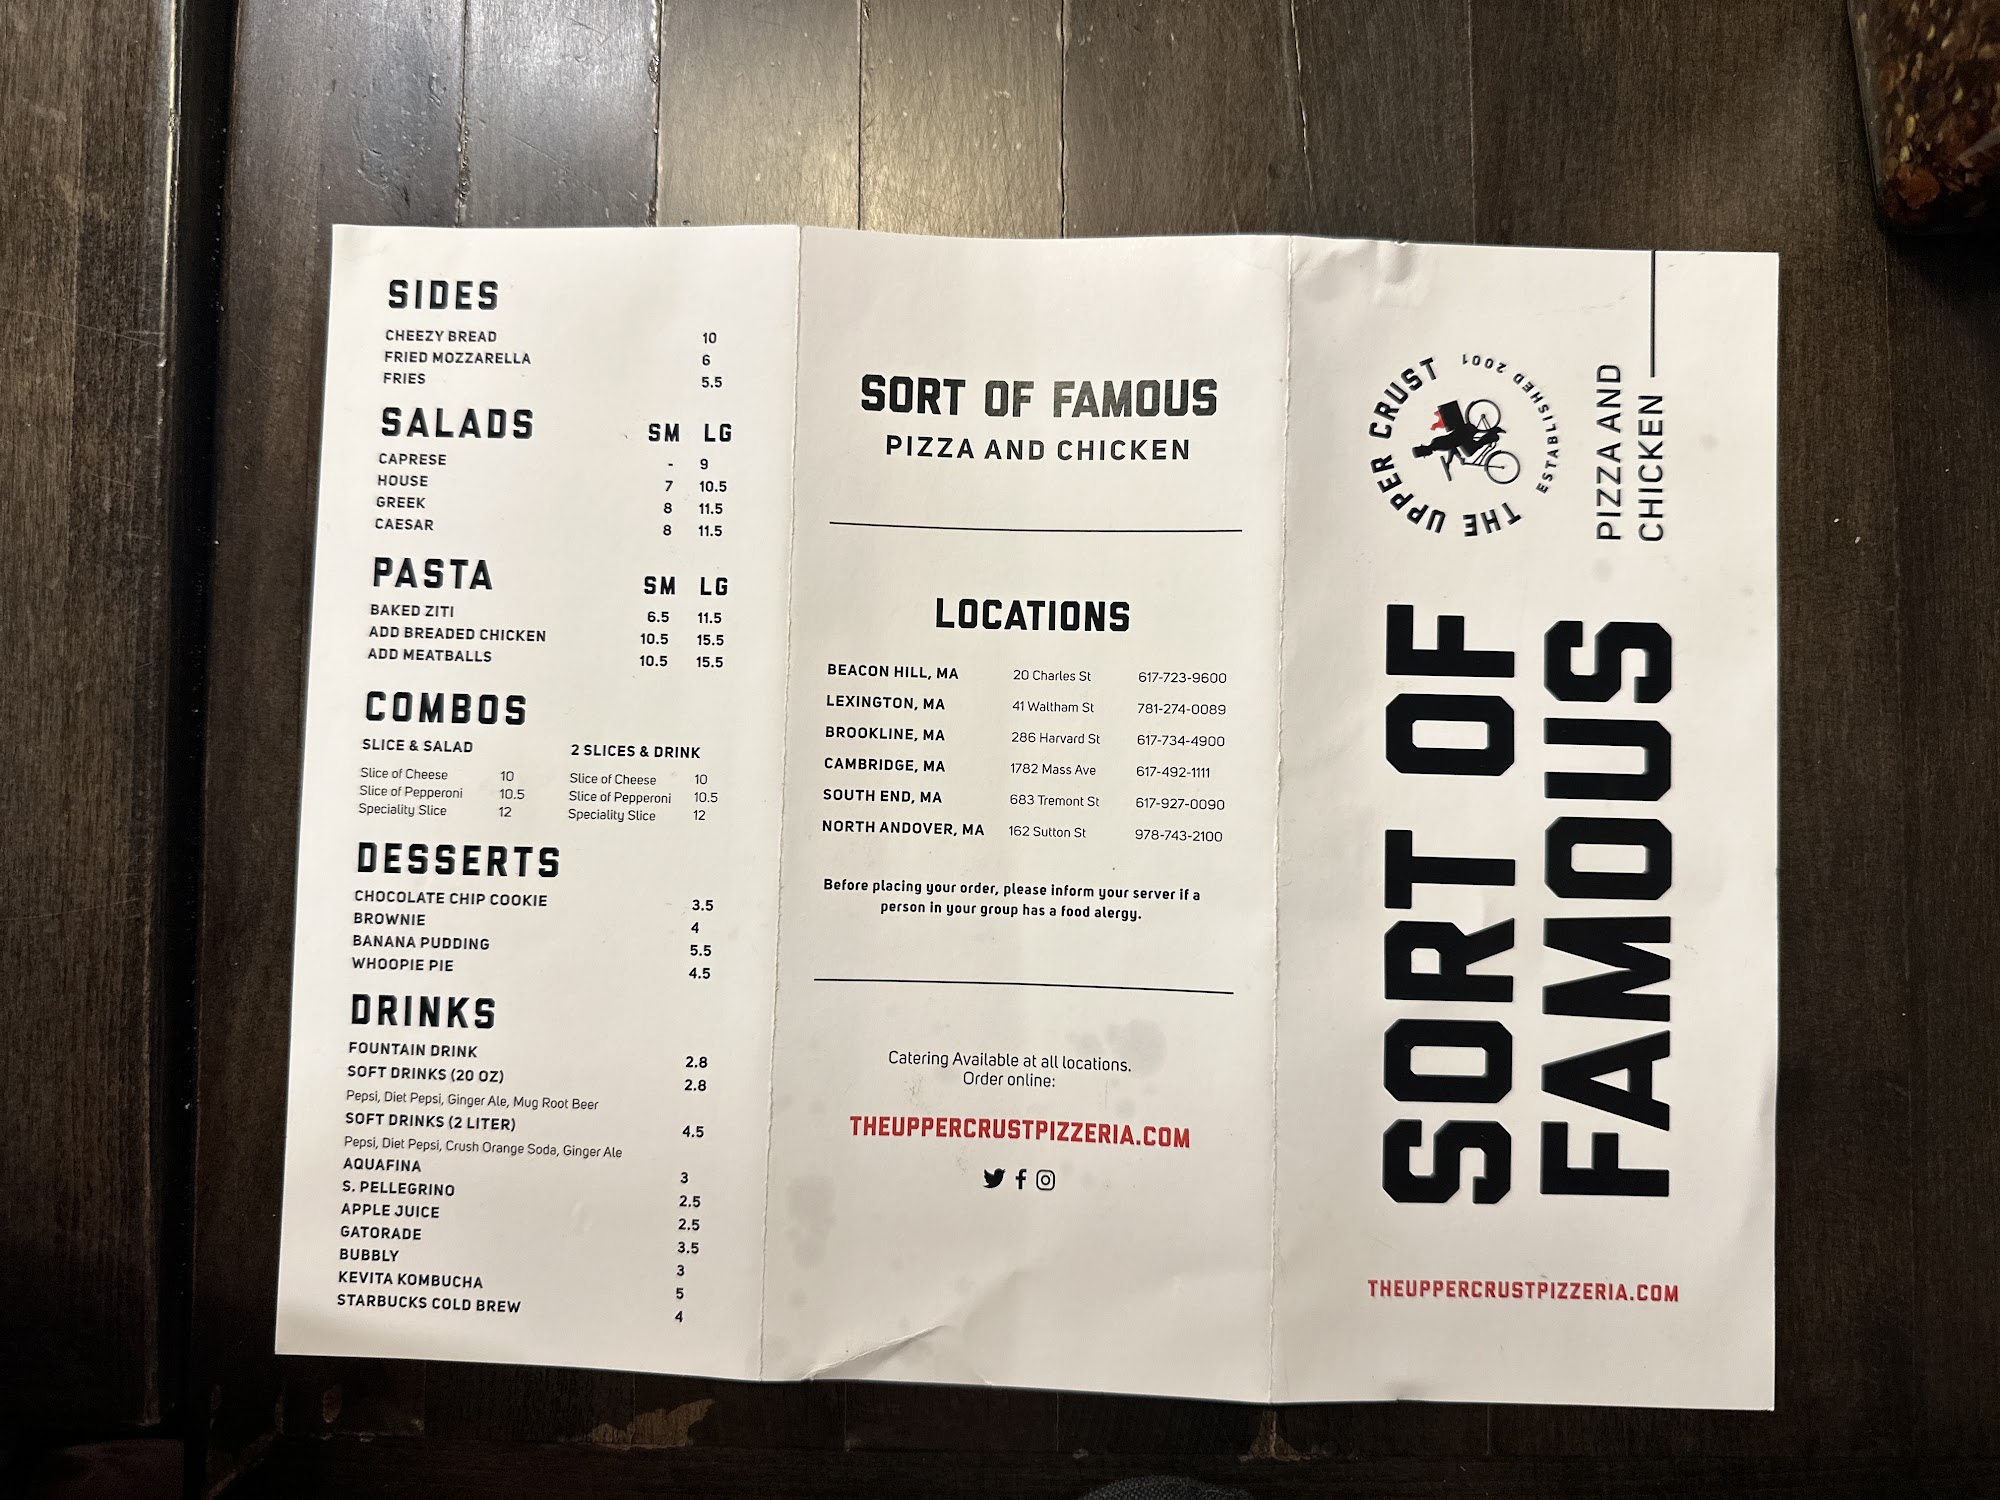 SIDES
CHEEZY BREAD 10
FRIED MOZZARELLA 6
FRIES 5.5
SALADS SM LG
CAPRESE - 9
HOUSE 7 10.5
GREEK 8 11.5
CAESAR 8 11.5
PASTA SM LG
BAKED ZITI 6.5 11.5
ADD BREADED CHICKEN 10.5 15.5
ADD MEATBALLS 10.5 15.5
COMBOS
SLICE & SALAD
Slice of Cheese 10
Slice of Pepperoni 10.5
Speciality Slice 12
2 SLICES & DRINK
Slice of Cheese 10
Slice of Pepperoni 10.5
Speciality Slice 12
DESSERTS
CHOCOLATE CHIP COOKIE 3.5
BROWNIE 4
BANANA PUDDING 5.5
WHOOPIE PIE 4.5
DRINKS
FOUNTAIN DRINK 2.8
SOFT DRINKS (20 OZ) 2.8
Pepsi, Diet Pepsi, Ginger Ale, Mug Root Beer
SOFT DRINKS (2 LITER) 4.5
Pepsi, Diet Pepsi, Crush Orange Soda, Ginger Ale
AQUAFINA 3
S. PELLEGRINO 2.5
APPLE JUICE 2.5
GATORADE 3.5
BUBBLY 3
KEVITA KOMBUCHA 5
STARBUCKS COLD BREW 4
SORT OF FAMOUS
PIZZA AND CHICKEN
LOCATIONS
BEACON HILL, MA 20 Charles St 617-723-9600
LEXINGTON, MA 41 Waltham St 781-274-0089
BROOKLINE, MA 286 Harvard St 617-734-4900
CAMBRIDGE, MA 1782 Mass Ave 617-492-1111
SOUTH END, MA 683 Tremont St 617-927-0090
NORTH ANDOVER, MA 162 Sutton St 978-743-2100
Before placing your order, please inform your server if a
person in your group has a food alergy.
Catering Available at all locations.
Order online:
THEUPPERCRUSTPIZZERIA.COM
THE UPPER CRUST
ESTABLISHED 2001
PIZZA AND
CHICKEN
SORT OF
FAMOUS
THEUPPERCRUSTPIZZERIA.COM